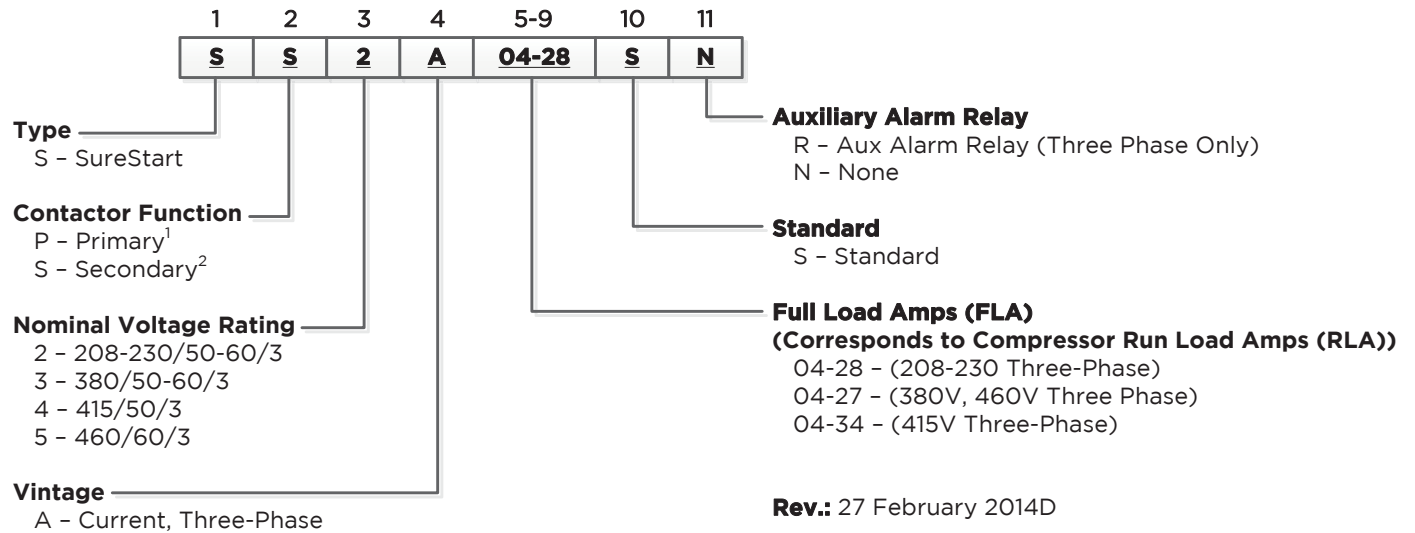 1 2 3 4 5-9 10 11
S S 2 A 04-28 S N
Type
S – SureStart
Contactor Function
P – Primary1
S – Secondary2
Nominal Voltage Rating
2 – 208-230/50-60/3
3 – 380/50-60/3
4 – 415/50/3
5 – 460/60/3
Vintage
A – Current, Three-Phase
Auxiliary Alarm Relay
R – Aux Alarm Relay (Three Phase Only)
N – None
Standard
S – Standard
Full Load Amps (FLA)
(Corresponds to Compressor Run Load Amps (RLA))
04-28 – (208-230 Three-Phase)
04-27 – (380V, 460V Three Phase)
04-34 – (415V Three-Phase)
Rev.: 27 February 2014D